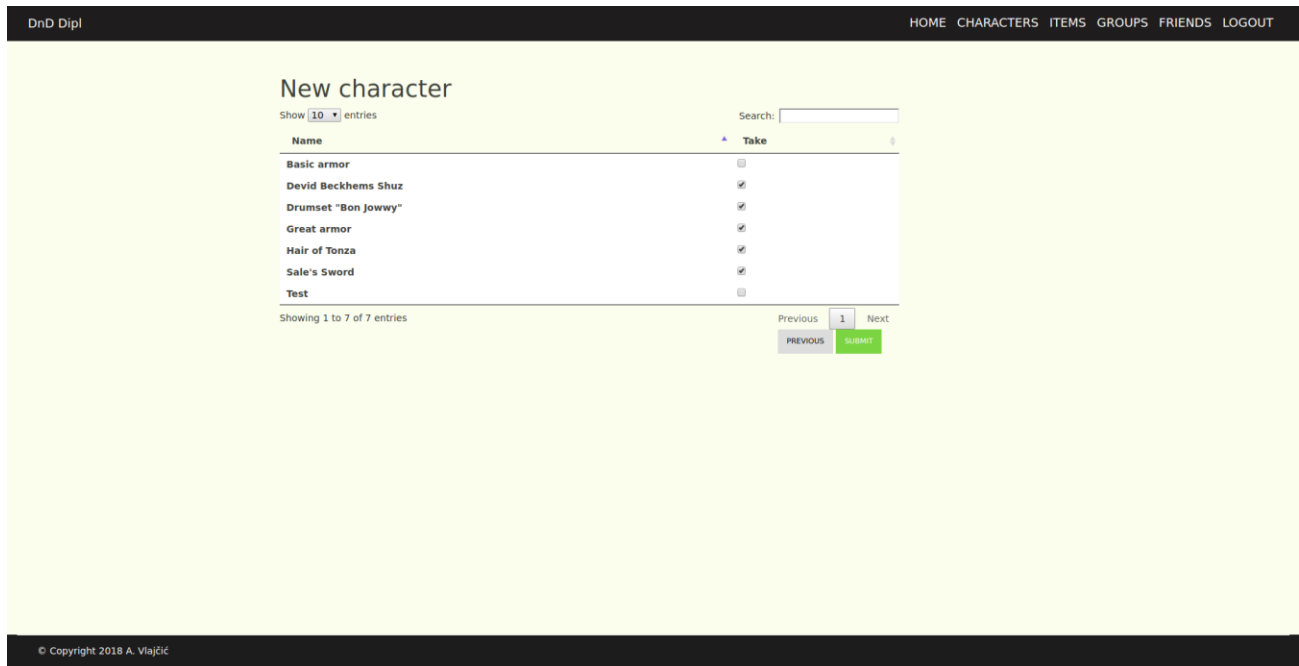 DnD Dipl HOME CHARACTERS ITEMS GROUPS FRIENDS LOGOUT
New character
Show 10 entries Search:
Name Take
Basic armor
Devid Beckhems Shuz
Drumset "Bon Jowwy"
Great armor
Hair of Tonza
Sale's Sword
Test
Showing 1 to 7 of 7 entries Previous 1 Next
PREVIOUS SUBMIT
© Copyright 2018 A. Vlajčić